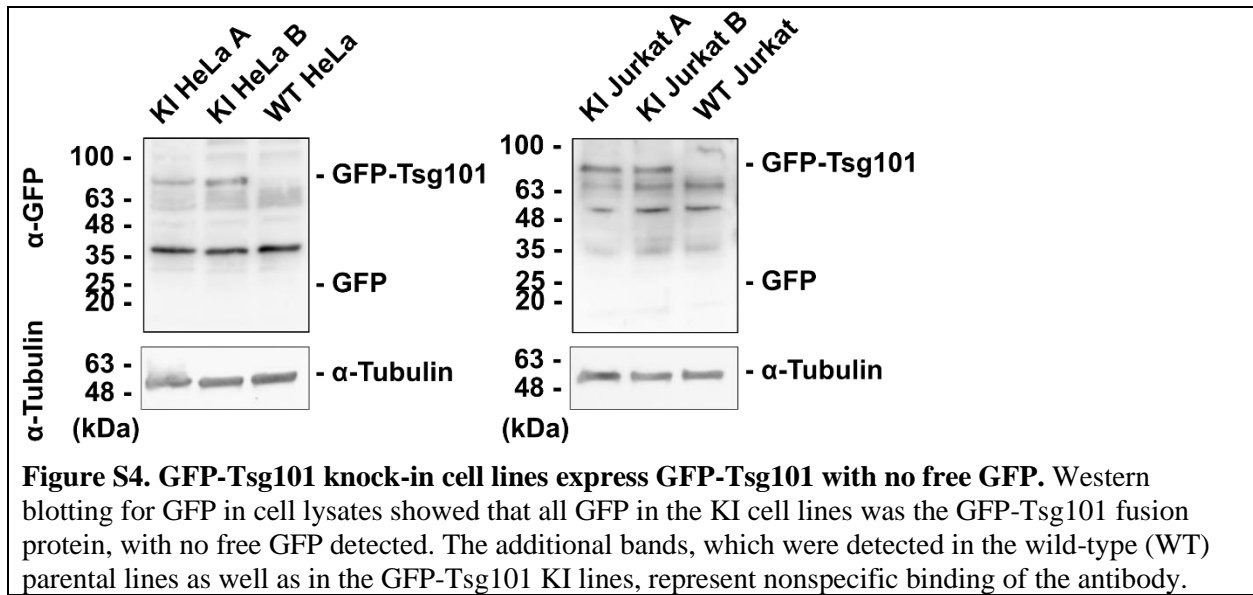 KI HeLa A
KI HeLa B
WT HeLa
α-GFP
100 -
63 -
48 -
35 -
25 -
20 -
- GFP-Tsg101
- GFP
α-Tubulin
63 -
48 -
(kDa)
- α-Tubulin
KI Jurkat A
KI Jurkat B
WT Jurkat
100 -
63 -
48 -
35 -
25 -
20 -
- GFP-Tsg101
- GFP
63 -
48 -
(kDa)
- α-Tubulin
Figure S4. GFP-Tsg101 knock-in cell lines express GFP-Tsg101 with no free GFP. Western
blotting for GFP in cell lysates showed that all GFP in the KI cell lines was the GFP-Tsg101 fusion
protein, with no free GFP detected. The additional bands, which were detected in the wild-type (WT)
parental lines as well as in the GFP-Tsg101 KI lines, represent nonspecific binding of the antibody.